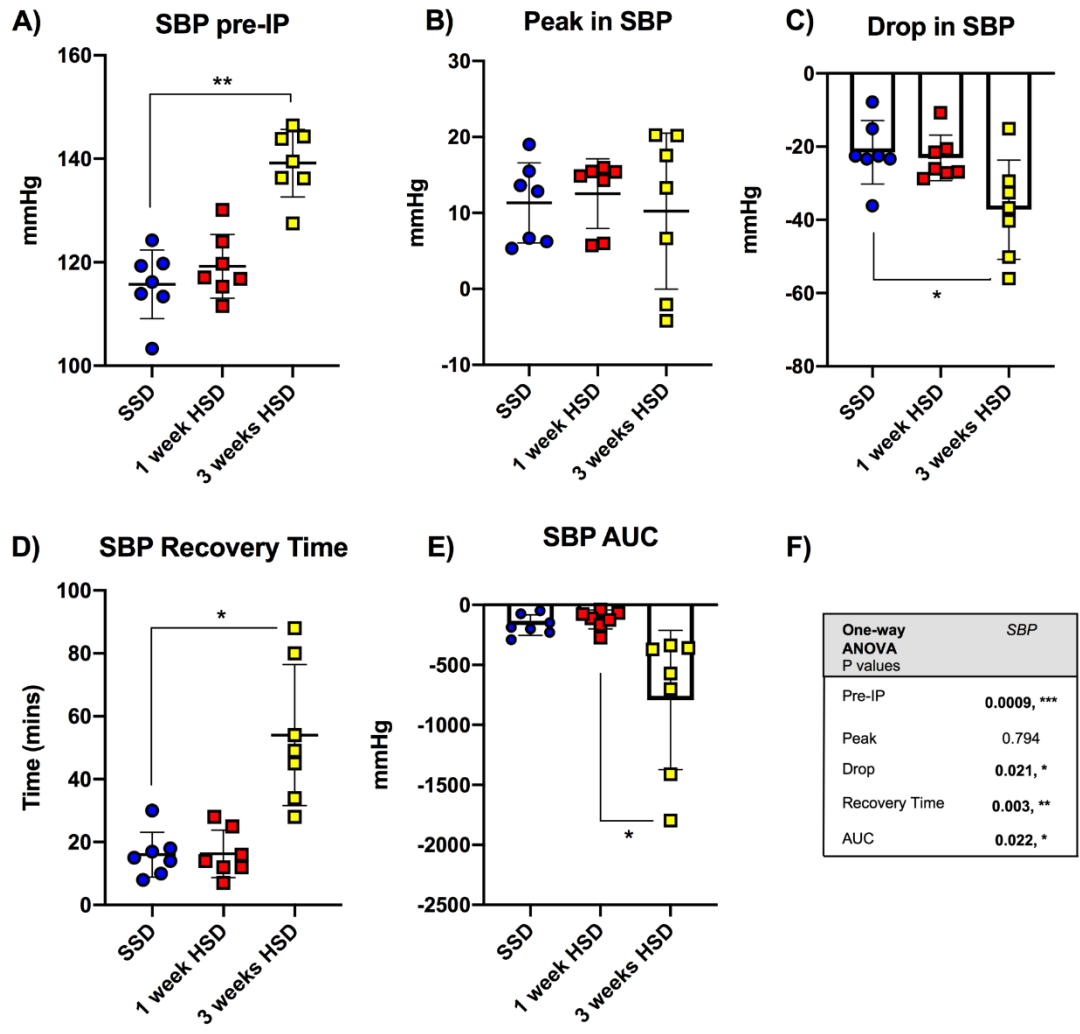 A)
SBP pre-IP
160
140
120
100
mmHg
**
SSD
1 week HSD
3 weeks HSD
B)
Peak in SBP
30
20
10
0
-10
mmHg
SSD
1 week HSD
3 weeks HSD
C)
Drop in SBP
-0
-20
-40
-60
-80
mmHg
*
SSD
1 week HSD
3 weeks HSD
D)
SBP Recovery Time
100
80
60
40
20
0
Time (mins)
*
SSD
1 week HSD
3 weeks HSD
E)
SBP AUC
0
-500
-1000
-1500
-2000
-2500
mmHg
*
SSD
1 week HSD
3 weeks HSD
F)
One-way SBP
ANOVA
P values
Pre-IP 0.0009, ***
Peak 0.794
Drop 0.021, *
Recovery Time 0.003, **
AUC 0.022, *